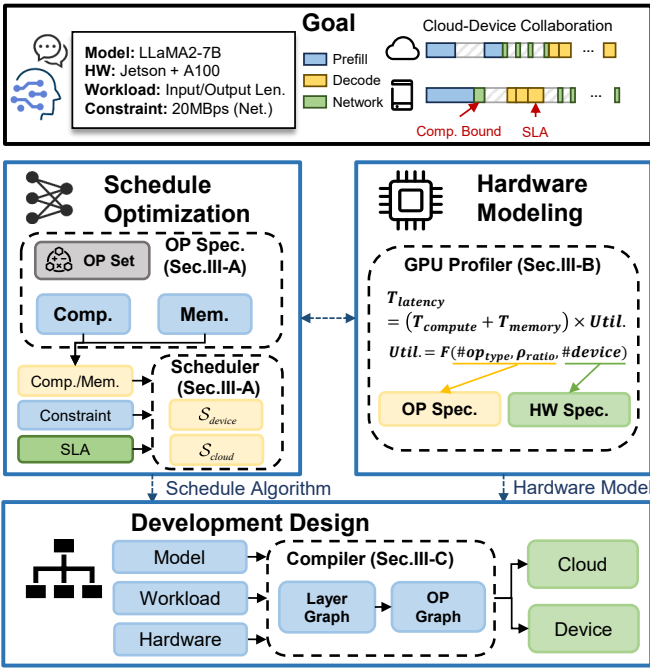 Goal
Model: LLaMA2-7B
HW: Jetson + A100
Workload: Input/Output Len.
Constraint: 20MBps (Net.)
Prefill
Decode
Network
Cloud-Device Collaboration
...
...
Comp. Bound
SLA
Schedule
Optimization
OP Set
OP Spec.
(Sec.III-A)
Comp.
Mem.
Comp./Mem.
Constraint
SLA
Scheduler
(Sec.III-A)
S_device
S_cloud
Hardware
Modeling
GPU Profiler (Sec.III-B)
T_latency
= (T_compute + T_memory) × Util.
Util. = F(#op_type, ρ_ratio, #device)
OP Spec.
HW Spec.
Schedule Algorithm
Hardware Model
Development Design
Model
Workload
Hardware
Compiler (Sec.III-C)
Layer
Graph
OP
Graph
Cloud
Device